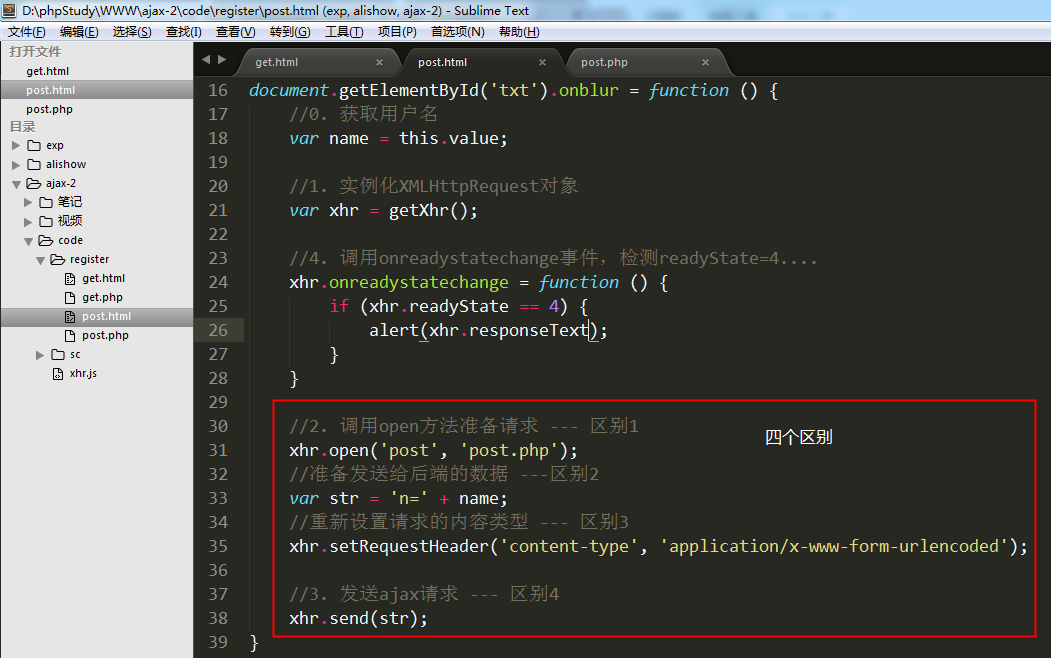 D:\phpStudy\WWW\ajax-2\code\register\post.html (exp, alishow, ajax-2) - Sublime Text
文件(F) 编辑(E) 选择(S) 查找(I) 查看(V) 转到(G) 工具(T) 项目(P) 首选项(N) 帮助(H)
打开文件
get.html
post.html
post.php
目录
exp
alishow
ajax-2
笔记
视频
code
register
get.html
get.php
post.html
post.php
sc
xhr.js
get.html × post.html × post.php ×
16 document.getElementById('txt').onblur = function () {
17 //0. 获取用户名
18 var name = this.value;
19
20 //1. 实例化XMLHttpRequest对象
21 var xhr = getXhr();
22
23 //4. 调用onreadystatechange事件，检测readyState=4....
24 xhr.onreadystatechange = function () {
25 if (xhr.readyState == 4) {
26 alert(xhr.responseText);
27 }
28 }
29
30 //2. 调用open方法准备请求 --- 区别1
31 xhr.open('post', 'post.php');
32 //准备发送给后端的数据 ---区别2
33 var str = 'n=' + name;
34 //重新设置请求的内容类型 --- 区别3
35 xhr.setRequestHeader('content-type', 'application/x-www-form-urlencoded');
36
37 //3. 发送ajax请求 --- 区别4
38 xhr.send(str);
39 }
四个区别